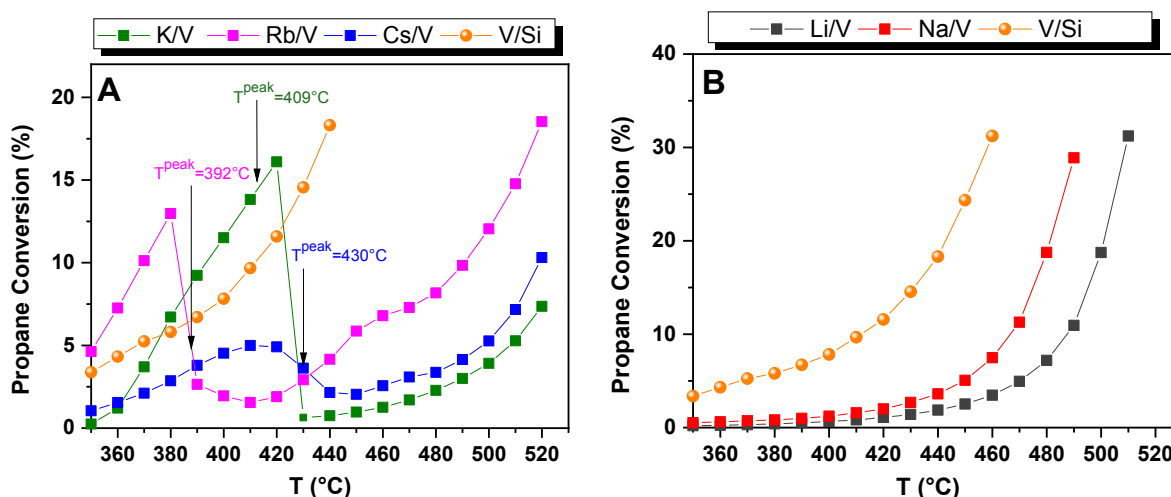 K/V Rb/V Cs/V V/Si
A
T^peak=409°C
T^peak=392°C
T^peak=430°C
Propane Conversion (%)
20
15
10
5
0
360 380 400 420 440 460 480 500 520
T (°C)
Li/V Na/V V/Si
B
Propane Conversion (%)
40
30
20
10
0
360 380 400 420 440 460 480 500 520
T (°C)